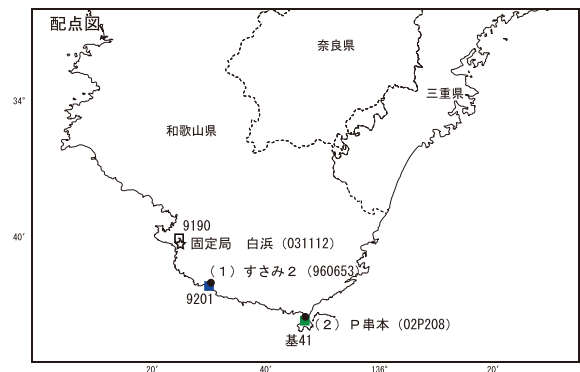 配点図
奈良県
34°
三重県
和歌山県
9190
40′
固定局　白浜（031112）
（１）すさみ２（960653）
9201
（２）Ｐ串本（02P208）
基41
20′
40′
136°
20′